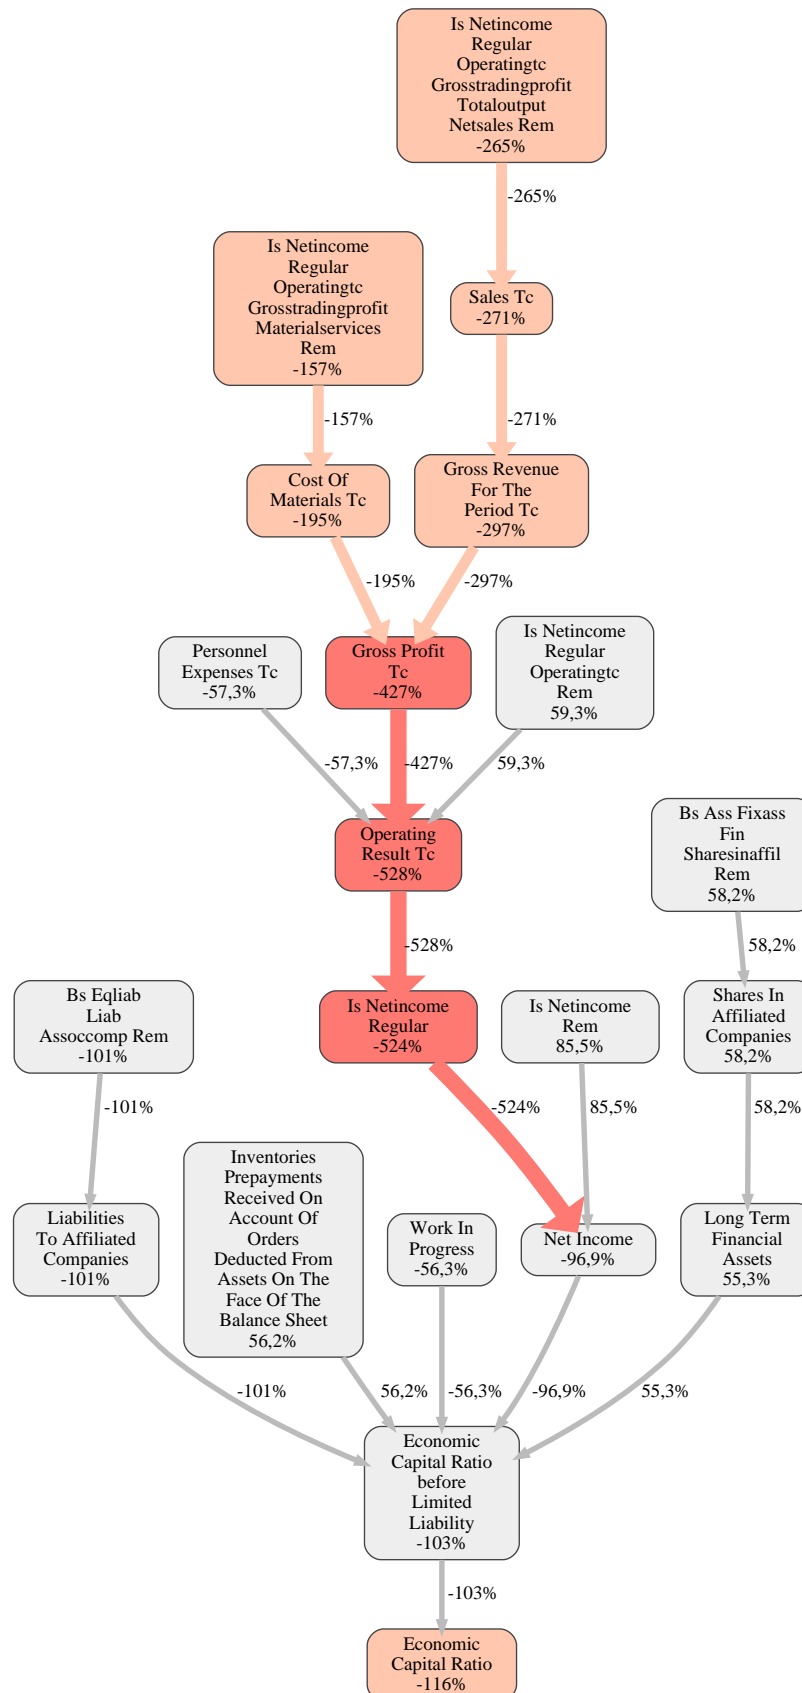 Is Netincome
Regular
Operatingtc
Grosstradingprofit
Totaloutput
Netsales Rem
-265%
-265%
Is Netincome
Regular
Operatingtc
Grosstradingprofit
Materialservices
Rem
-157%
Sales Tc
-271%
-157%
-271%
Cost Of
Materials Tc
-195%
Gross Revenue
For The
Period Tc
-297%
-195%
-297%
Personnel
Expenses Tc
-57,3%
Gross Profit
Tc
-427%
Is Netincome
Regular
Operatingtc
Rem
59,3%
-57,3%
-427%
59,3%
Operating
Result Tc
-528%
Bs Ass Fixass
Fin
Sharesinaffil
Rem
58,2%
-528%
58,2%
Bs Eqliab
Liab
Assoccomp Rem
-101%
Is Netincome
Regular
-524%
Is Netincome
Rem
85,5%
Shares In
Affiliated
Companies
58,2%
-101%
-524%
85,5%
58,2%
Liabilities
To Affiliated
Companies
-101%
Inventories
Prepayments
Received On
Account Of
Orders
Deducted From
Assets On The
Face Of The
Balance Sheet
56,2%
Work In
Progress
-56,3%
Net Income
-96,9%
Long Term
Financial
Assets
55,3%
-101%
56,2%
-56,3%
-96,9%
55,3%
Economic
Capital Ratio
before
Limited
Liability
-103%
-103%
Economic
Capital Ratio
-116%